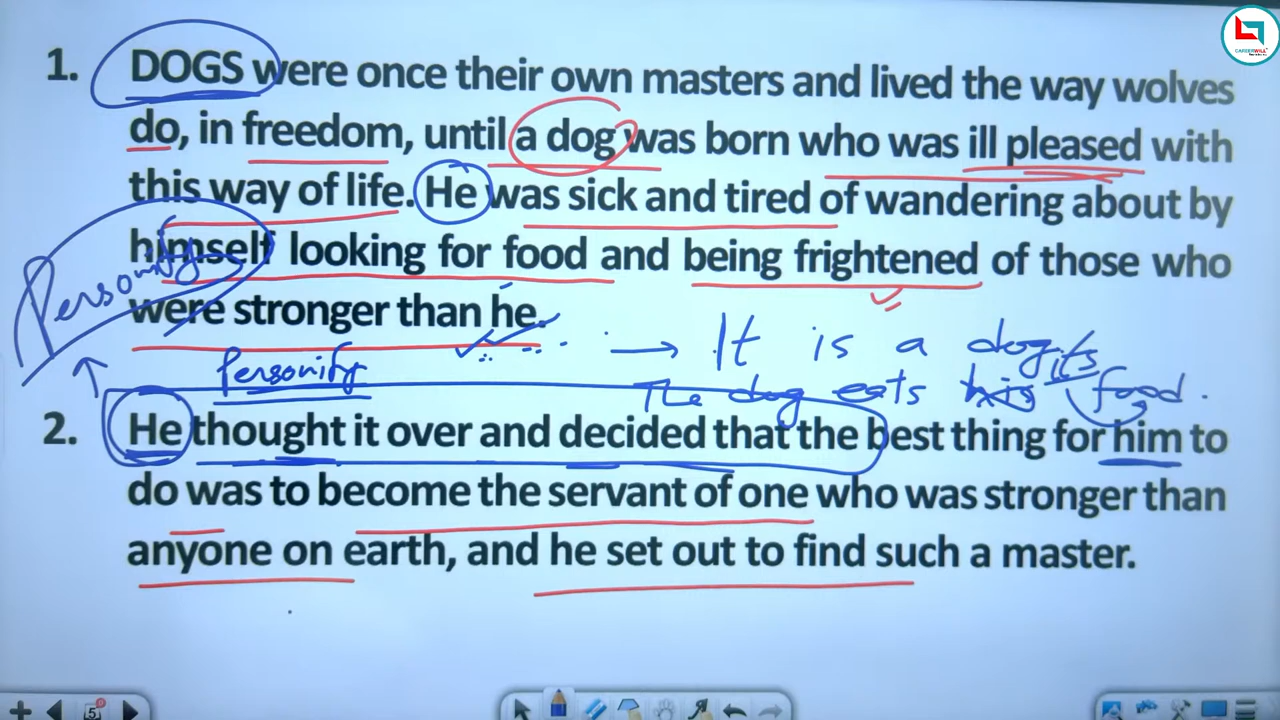 1. DOGS were once their own masters and lived the way wolves
do, in freedom, until a dog was born who was ill pleased with
this way of life. He was sick and tired of wandering about by
himself looking for food and being frightened of those who
Personify
were stronger than he.
→ It is a dog
Personify
The dog eats his its food.
2. He thought it over and decided that the best thing for him to
do was to become the servant of one who was stronger than
anyone on earth, and he set out to find such a master.
CAREERWILL
5